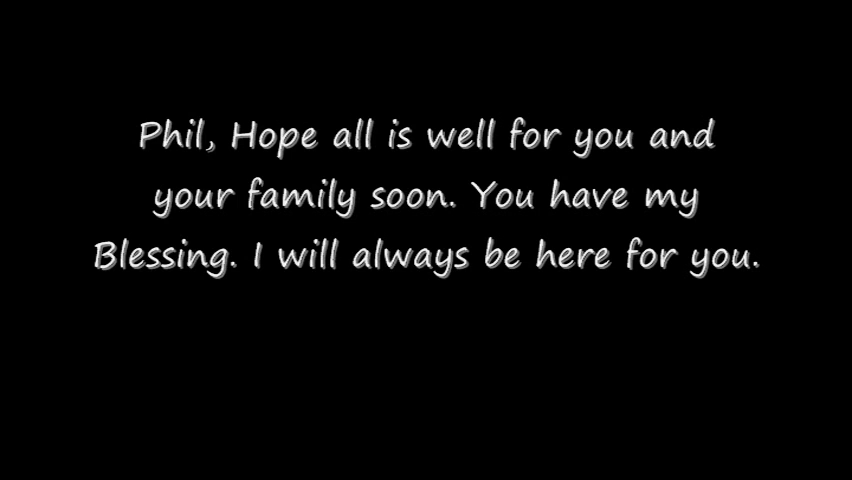 Phil, Hope all is well for you and
your family soon. You have my
Blessing. I will always be here for you.